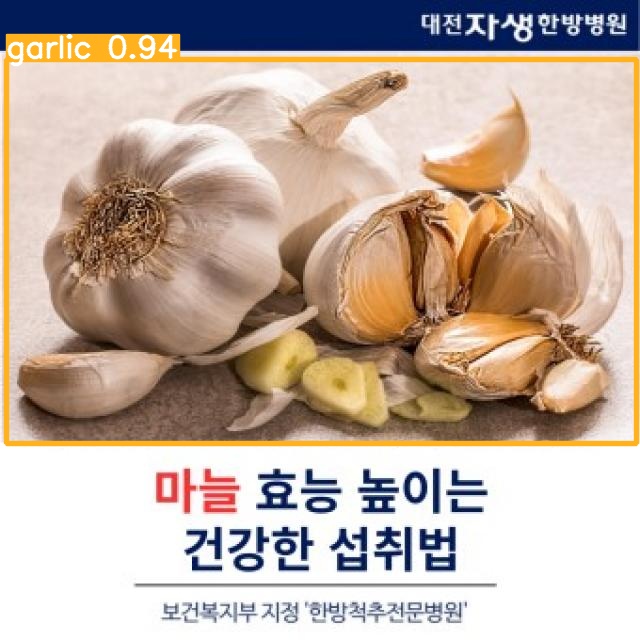 대전자생한방병원
garlic 0.94
마늘 효능 높이는
건강한 섭취법
보건복지부 지정 '한방척추전문병원'